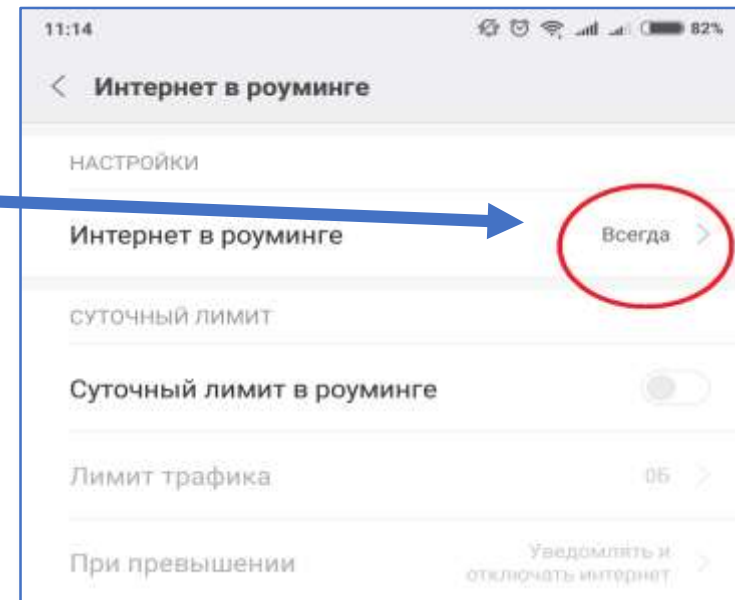 11:14 82%
Интернет в роуминге
НАСТРОЙКИ
Интернет в роуминге Всегда
СУТОЧНЫЙ ЛИМИТ
Суточный лимит в роуминге
Лимит трафика 0Б
При превышении Уведомлять и
отключать интернет